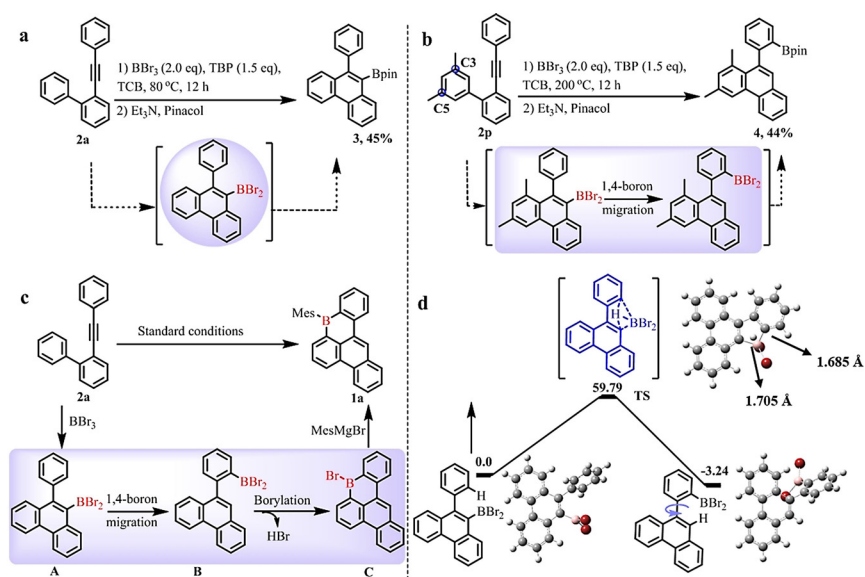 a
1) BBr3 (2.0 eq), TBP (1.5 eq),
TCB, 80 °C, 12 h
2) Et3N, Pinacol
2a
Bpin
3, 45%
BBr2
b
C3
C5
1) BBr3 (2.0 eq), TBP (1.5 eq),
TCB, 200 °C, 12 h
2) Et3N, Pinacol
2p
Bpin
4, 44%
BBr2
1,4-boron
migration
BBr2
c
2a
Standard conditions
Mes
B
1a
BBr3
MesMgBr
BBr2
A
1,4-boron
migration
BBr2
B
Borylation
HBr
Br
B
C
d
H
BBr2
59.79
TS
1.685 Å
1.705 Å
0.0
H
BBr2
-3.24
BBr2
H